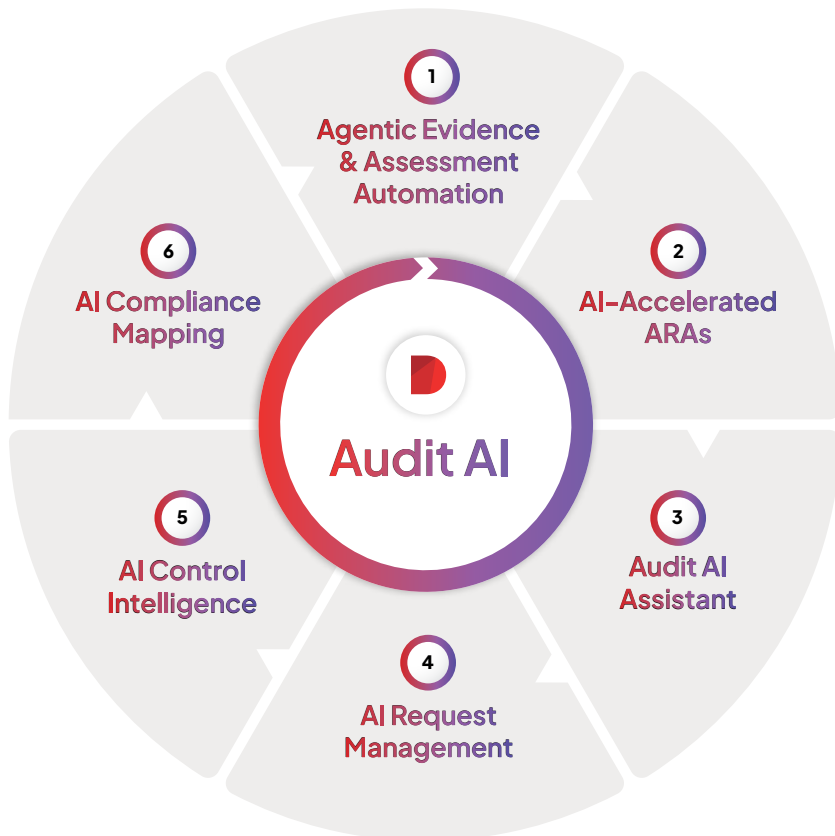 1
Agentic Evidence
& Assessment
Automation
2
AI-Accelerated
ARAs
3
Audit AI
Assistant
4
AI Request
Management
5
AI Control
Intelligence
6
AI Compliance
Mapping
D
Audit AI